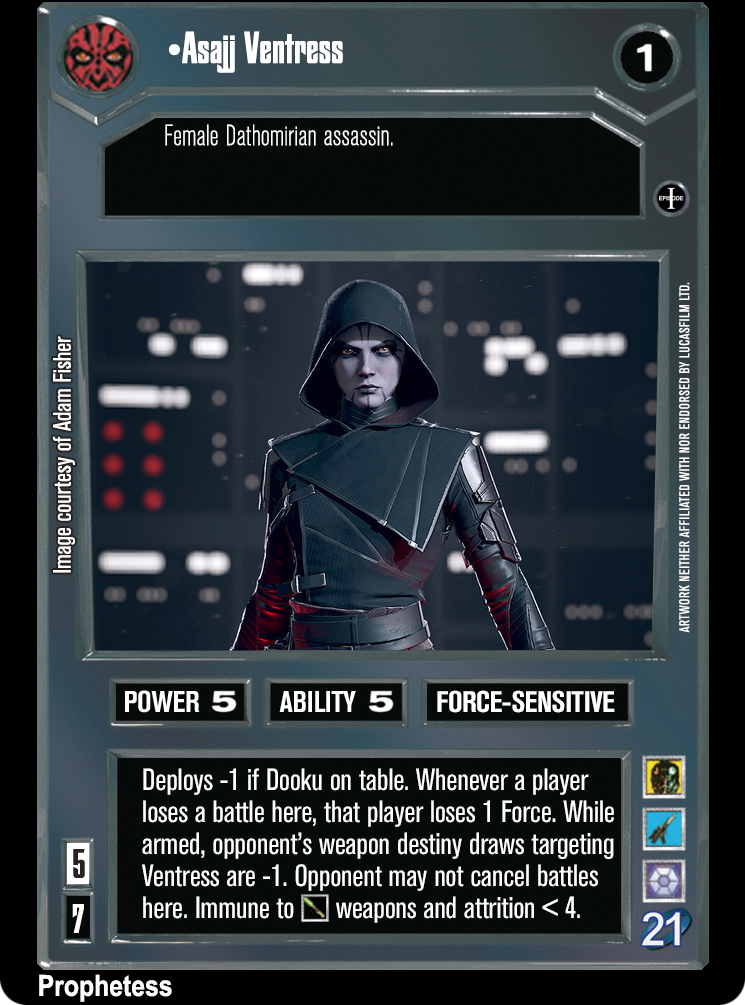 •Asajj Ventress
1
Female Dathomirian assassin.
EPISODE I
Image courtesy of Adam Fisher
ARTWORK NEITHER AFFILIATED WITH NOR ENDORSED BY LUCASFILM LTD.
POWER 5
ABILITY 5
FORCE-SENSITIVE
Deploys -1 if Dooku on table. Whenever a player
loses a battle here, that player loses 1 Force. While
armed, opponent's weapon destiny draws targeting
Ventress are -1. Opponent may not cancel battles
here. Immune to weapons and attrition < 4.
5
7
21
Prophetess